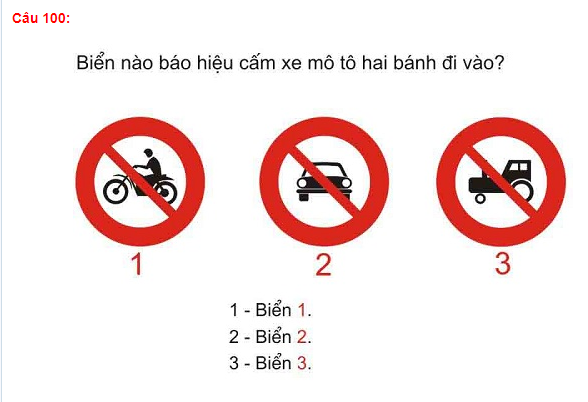 Câu 100:
Biển nào báo hiệu cấm xe mô tô hai bánh đi vào?
1 2 3
1 - Biển 1.
2 - Biển 2.
3 - Biển 3.